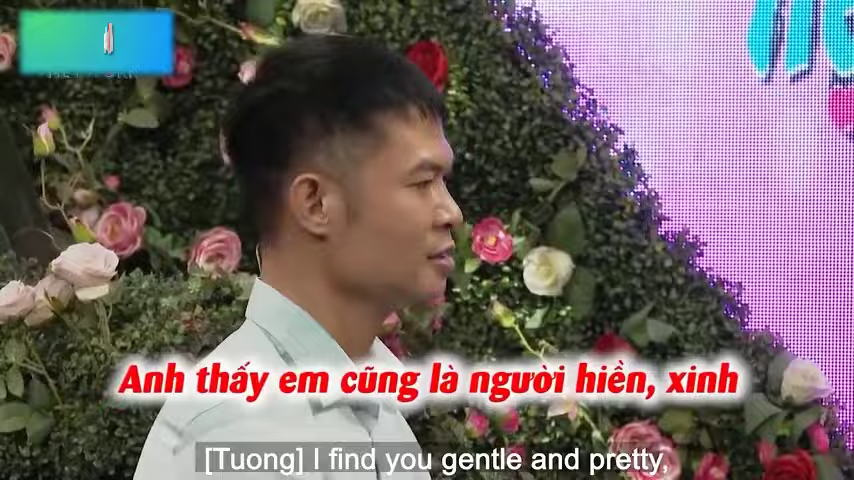 Anh thấy em cũng là người hiền, xinh
[Tuong] I find you gentle and pretty,